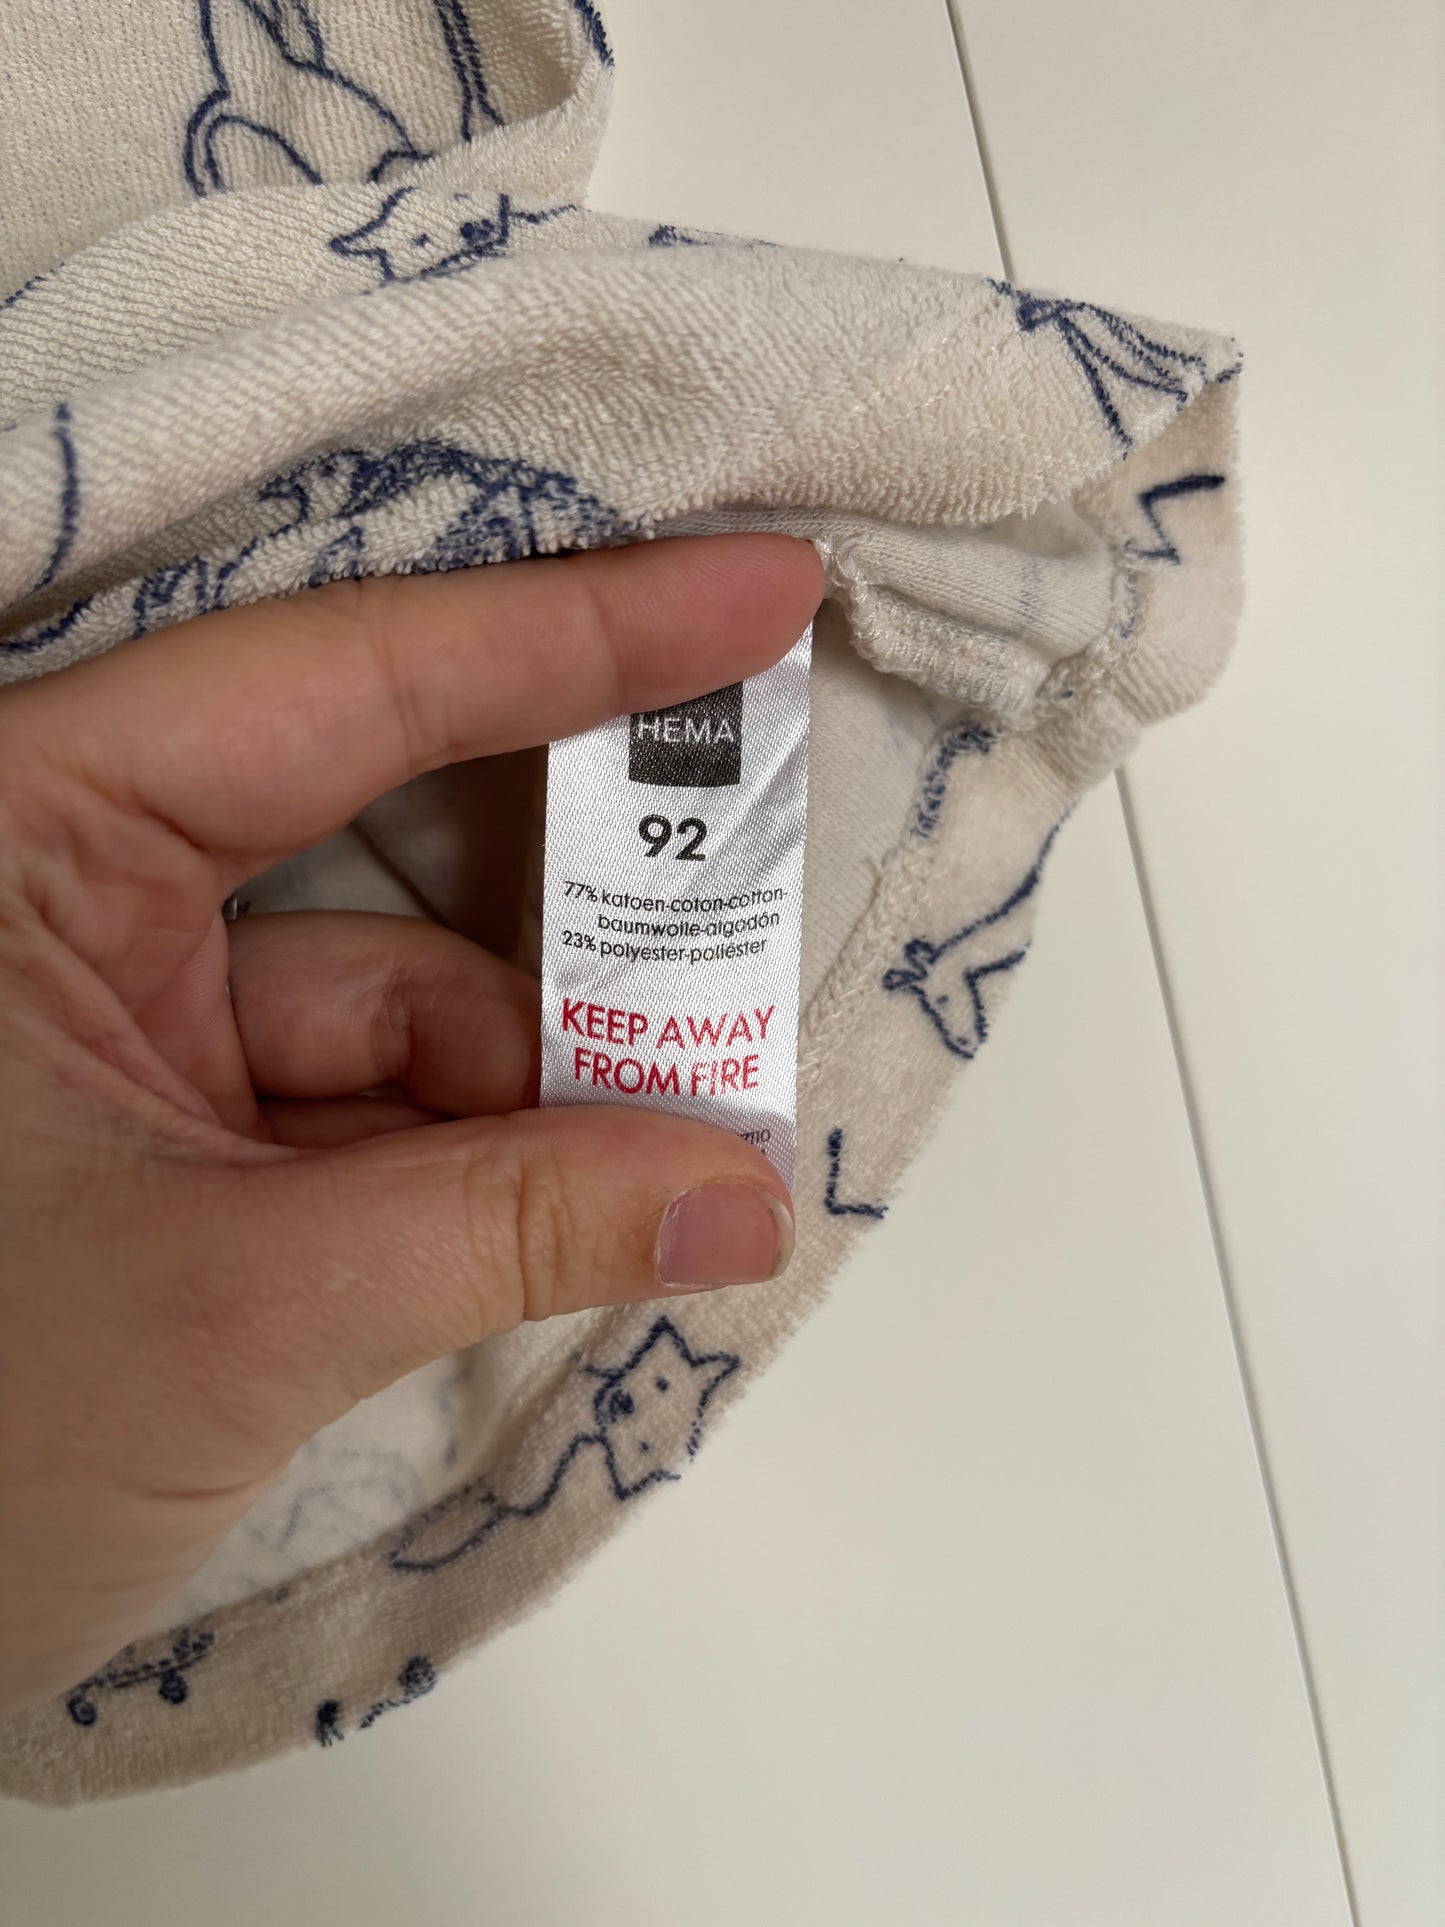 HEMA
92
77% katoen-coton-cotton-
baumwolle-algodón
23% polyester-poliéster
KEEP AWAY
FROM FIRE